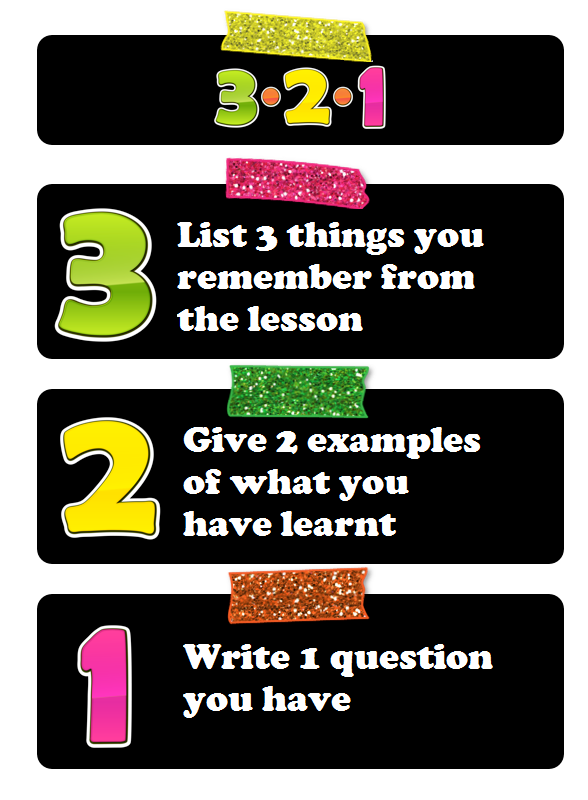 3•2•1
3
List 3 things you
remember from
the lesson
2
Give 2 examples
of what you
have learnt
1
Write 1 question
you have